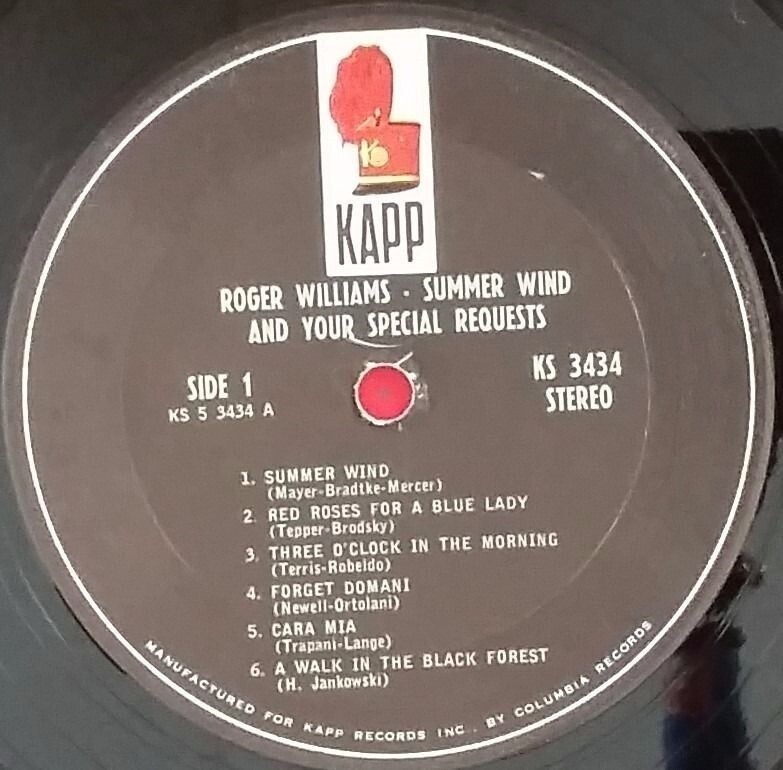 KAPP
ROGER WILLIAMS · SUMMER WIND
AND YOUR SPECIAL REQUESTS
SIDE 1
KS 5 3434 A
KS 3434
STEREO
1. SUMMER WIND
(Mayer-Bradtke-Mercer)
2. RED ROSES FOR A BLUE LADY
(Tepper-Brodsky)
3. THREE O'CLOCK IN THE MORNING
(Terris-Robeldo)
4. FORGET DOMANI
(Newell-Ortolani)
5. CARA MIA
(Trapani-Lange)
6. A WALK IN THE BLACK FOREST
(H. Jankowski)
MANUFACTURED FOR KAPP RECORDS INC. BY COLUMBIA RECORDS